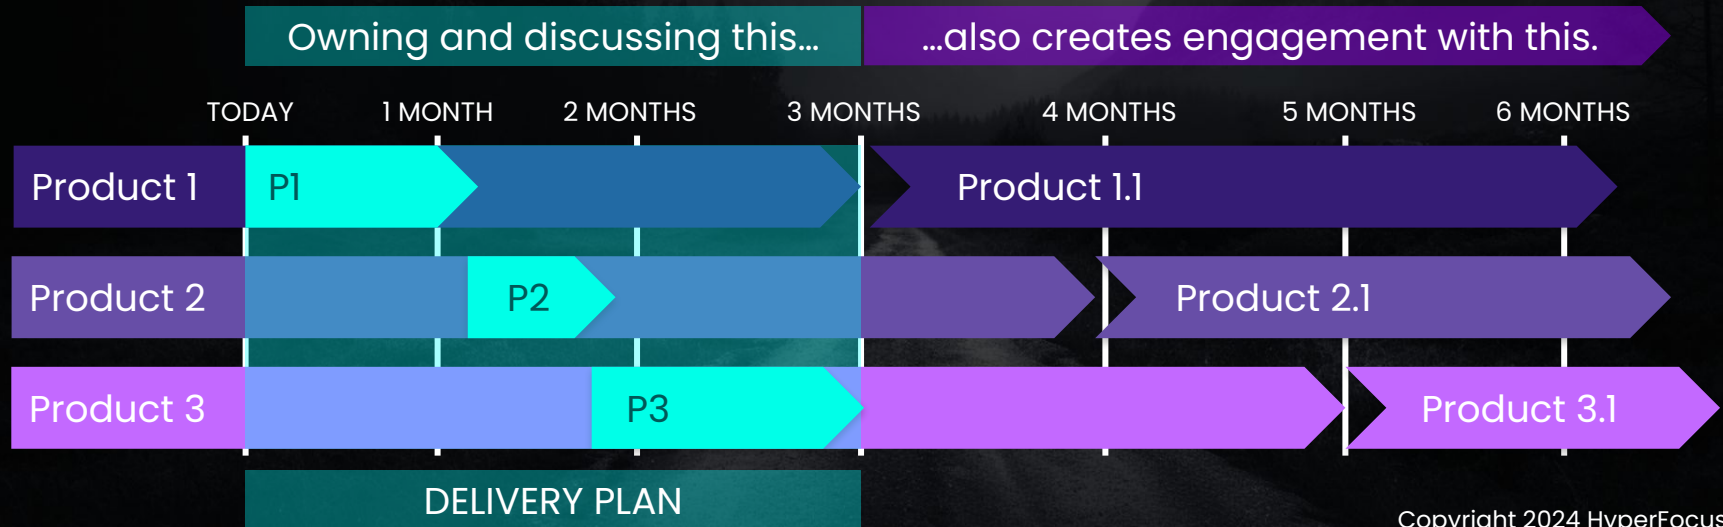 Owning and discussing this...
...also creates engagement with this.
TODAY 1 MONTH 2 MONTHS 3 MONTHS 4 MONTHS 5 MONTHS 6 MONTHS
Product 1 P1 Product 1.1
Product 2 P2 Product 2.1
Product 3 P3 Product 3.1
DELIVERY PLAN
Copyright 2024 HyperFocus